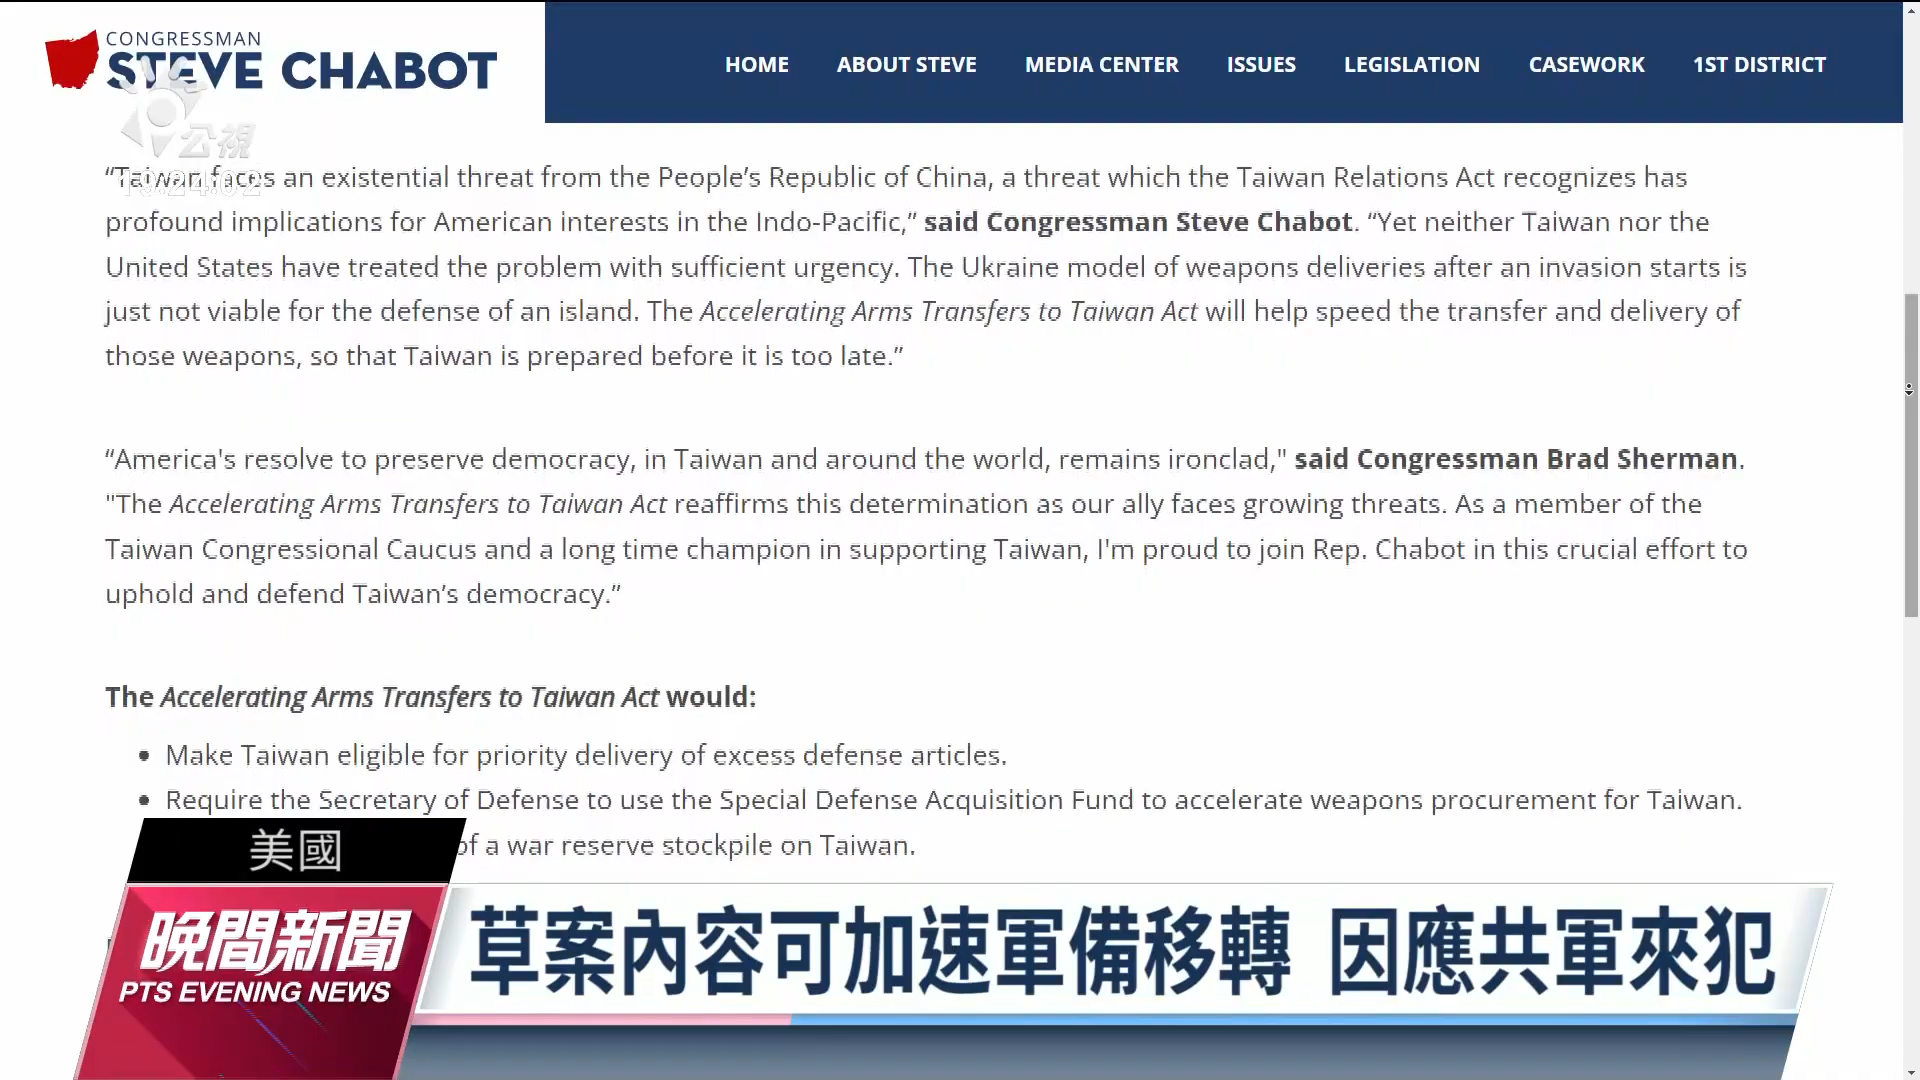 CONGRESSMAN
STEVE CHABOT
HOME ABOUT STEVE MEDIA CENTER ISSUES LEGISLATION CASEWORK 1ST DISTRICT
公視
19:24:02
“Taiwan faces an existential threat from the People’s Republic of China, a threat which the Taiwan Relations Act recognizes has
profound implications for American interests in the Indo-Pacific,” said Congressman Steve Chabot. “Yet neither Taiwan nor the
United States have treated the problem with sufficient urgency. The Ukraine model of weapons deliveries after an invasion starts is
just not viable for the defense of an island. The Accelerating Arms Transfers to Taiwan Act will help speed the transfer and delivery of
those weapons, so that Taiwan is prepared before it is too late.”
“America's resolve to preserve democracy, in Taiwan and around the world, remains ironclad," said Congressman Brad Sherman.
"The Accelerating Arms Transfers to Taiwan Act reaffirms this determination as our ally faces growing threats. As a member of the
Taiwan Congressional Caucus and a long time champion in supporting Taiwan, I'm proud to join Rep. Chabot in this crucial effort to
uphold and defend Taiwan’s democracy.”
The Accelerating Arms Transfers to Taiwan Act would:
• Make Taiwan eligible for priority delivery of excess defense articles.
• Require the Secretary of Defense to use the Special Defense Acquisition Fund to accelerate weapons procurement for Taiwan.
of a war reserve stockpile on Taiwan.
美國
晚間新聞
PTS EVENING NEWS
草案內容可加速軍備移轉 因應共軍來犯